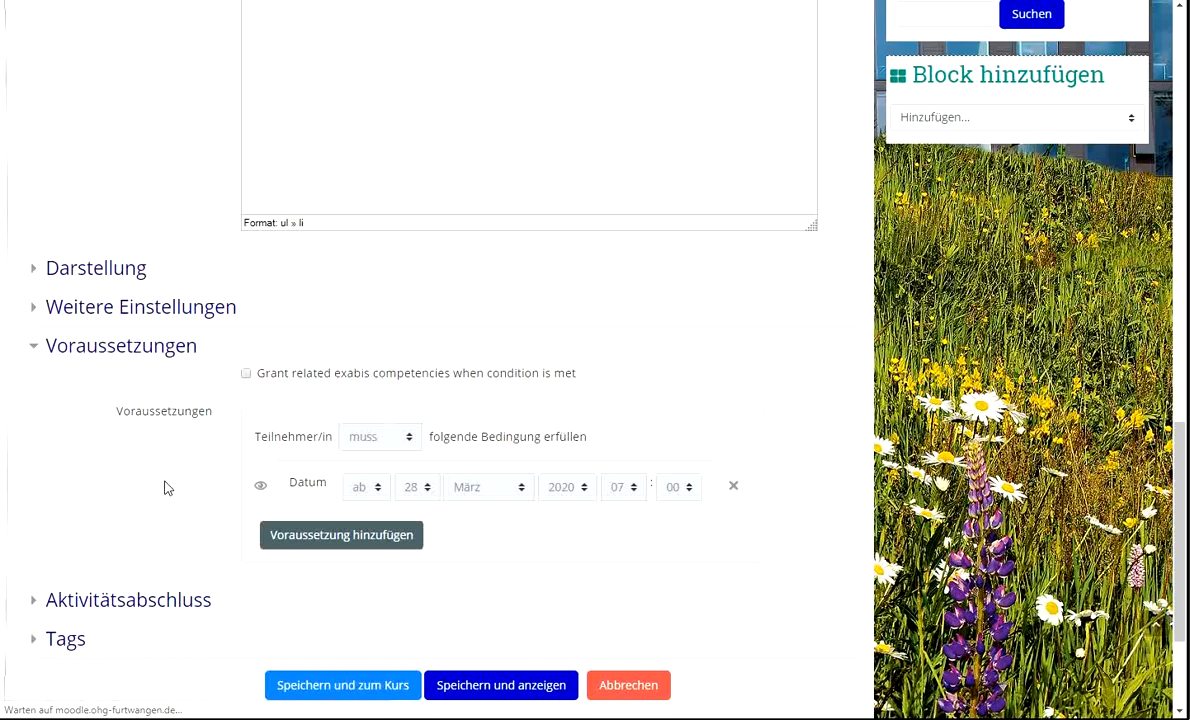 Suchen
Block hinzufügen
Hinzufügen...
Format: ul » li
Darstellung
Weitere Einstellungen
Voraussetzungen
Grant related exabis competencies when condition is met
Voraussetzungen
Teilnehmer/in muss folgende Bedingung erfüllen
Datum ab 28 März 2020 07 : 00
Voraussetzung hinzufügen
Aktivitätsabschluss
Tags
Speichern und zum Kurs Speichern und anzeigen Abbrechen
Warten auf moodle.ohg-furtwangen.de...